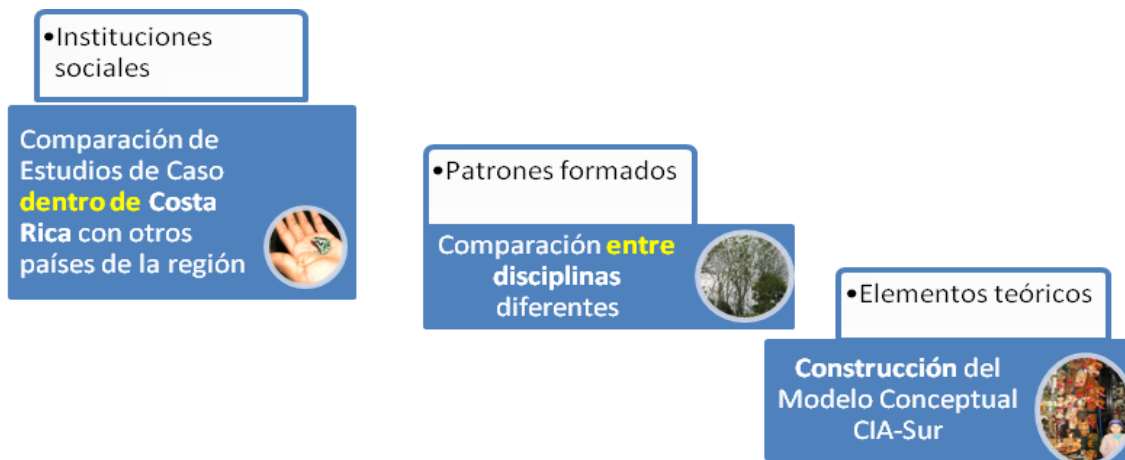 •Instituciones
sociales
Comparación de
Estudios de Caso
dentro de Costa
Rica con otros
países de la región
•Patrones formados
Comparación entre
disciplinas
diferentes
•Elementos teóricos
Construcción del
Modelo Conceptual
CIA-Sur